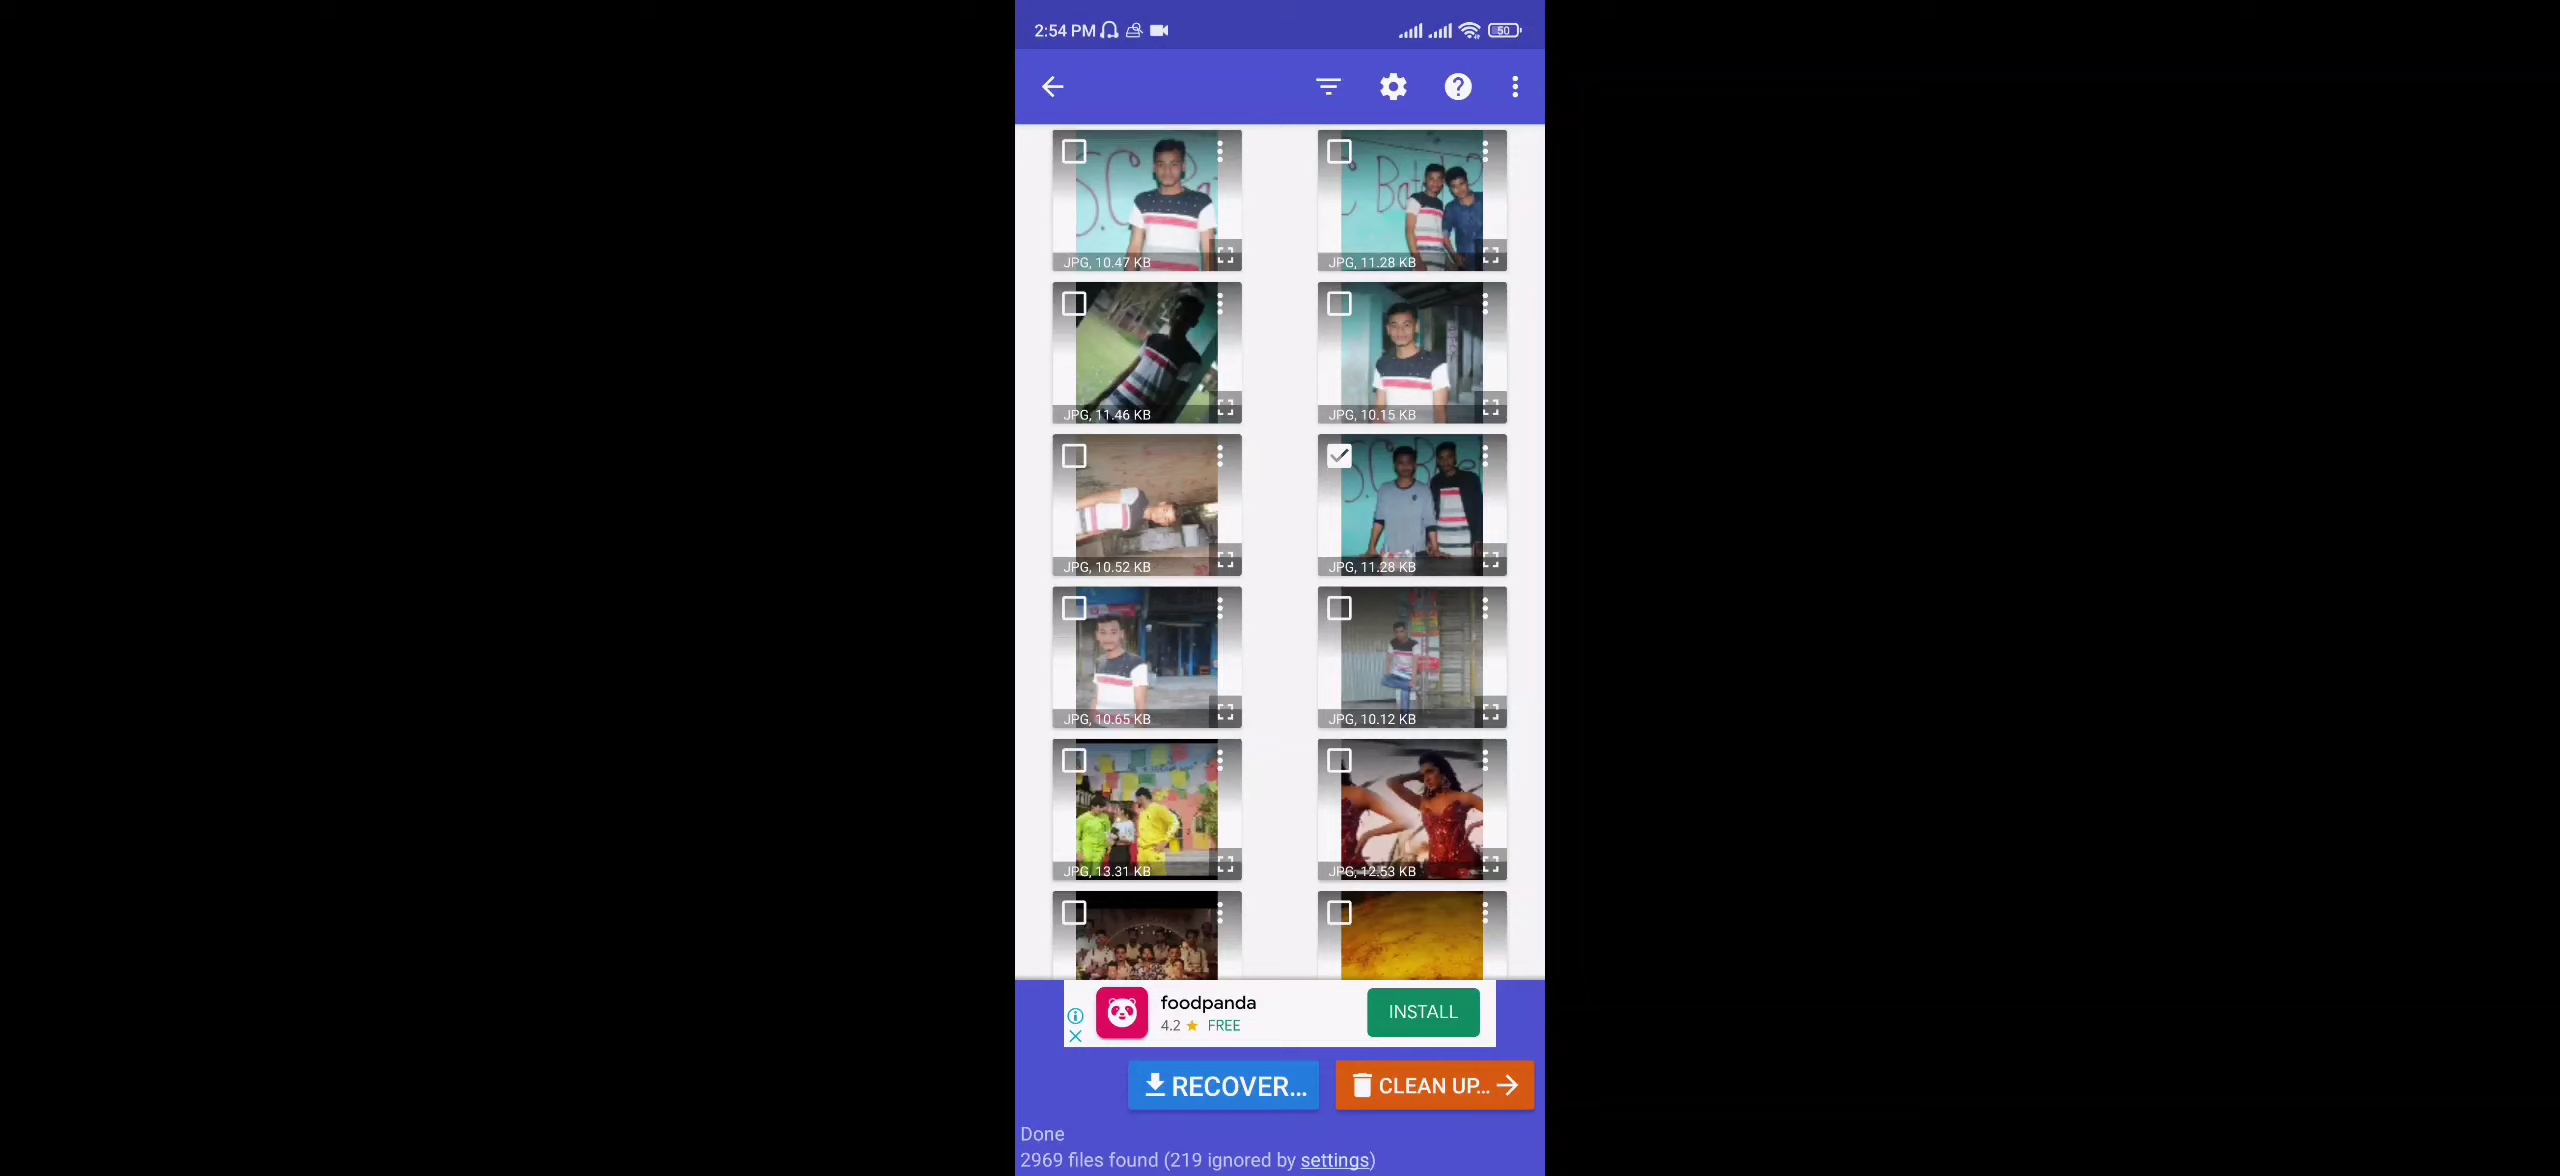 2:54 PM
50
S.C Bat
JPG, 10.47 KB
C Bat
JPG, 11.28 KB
JPG, 11.46 KB
JPG, 10.15 KB
JPG, 10.52 KB
S.C B
JPG, 11.28 KB
JPG, 10.65 KB
JPG, 10.12 KB
JPG, 13.31 KB
JPG, 12.53 KB
foodpanda
4.2 ★ FREE
INSTALL
RECOVER...
CLEAN UP...
Done
2969 files found (219 ignored by settings)